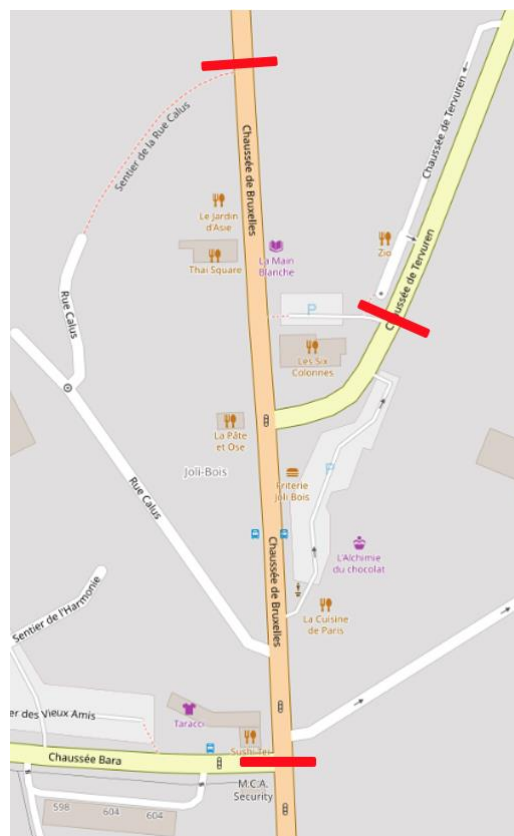 Sentier de la Rue Calus
Chaussée de Bruxelles
Chaussée de Tervuren
Le Jardin
d'Asie
Thai Square
La Main
Blanche
Zio
Chaussée de Tervuren
Rue Calus
P
Les Six
Colonnes
La Pâte
et Ose
Joli-Bois
P
Friterie
Joli Bois
Rue Calus
Chaussée de Bruxelles
L'Alchimie
du chocolat
Sentier de l'Harmonie
La Cuisine
de Paris
er des Vieux Amis
Taracci
Sushi Tei
Chaussée Bara
M.C.A.
Security
598
604
604